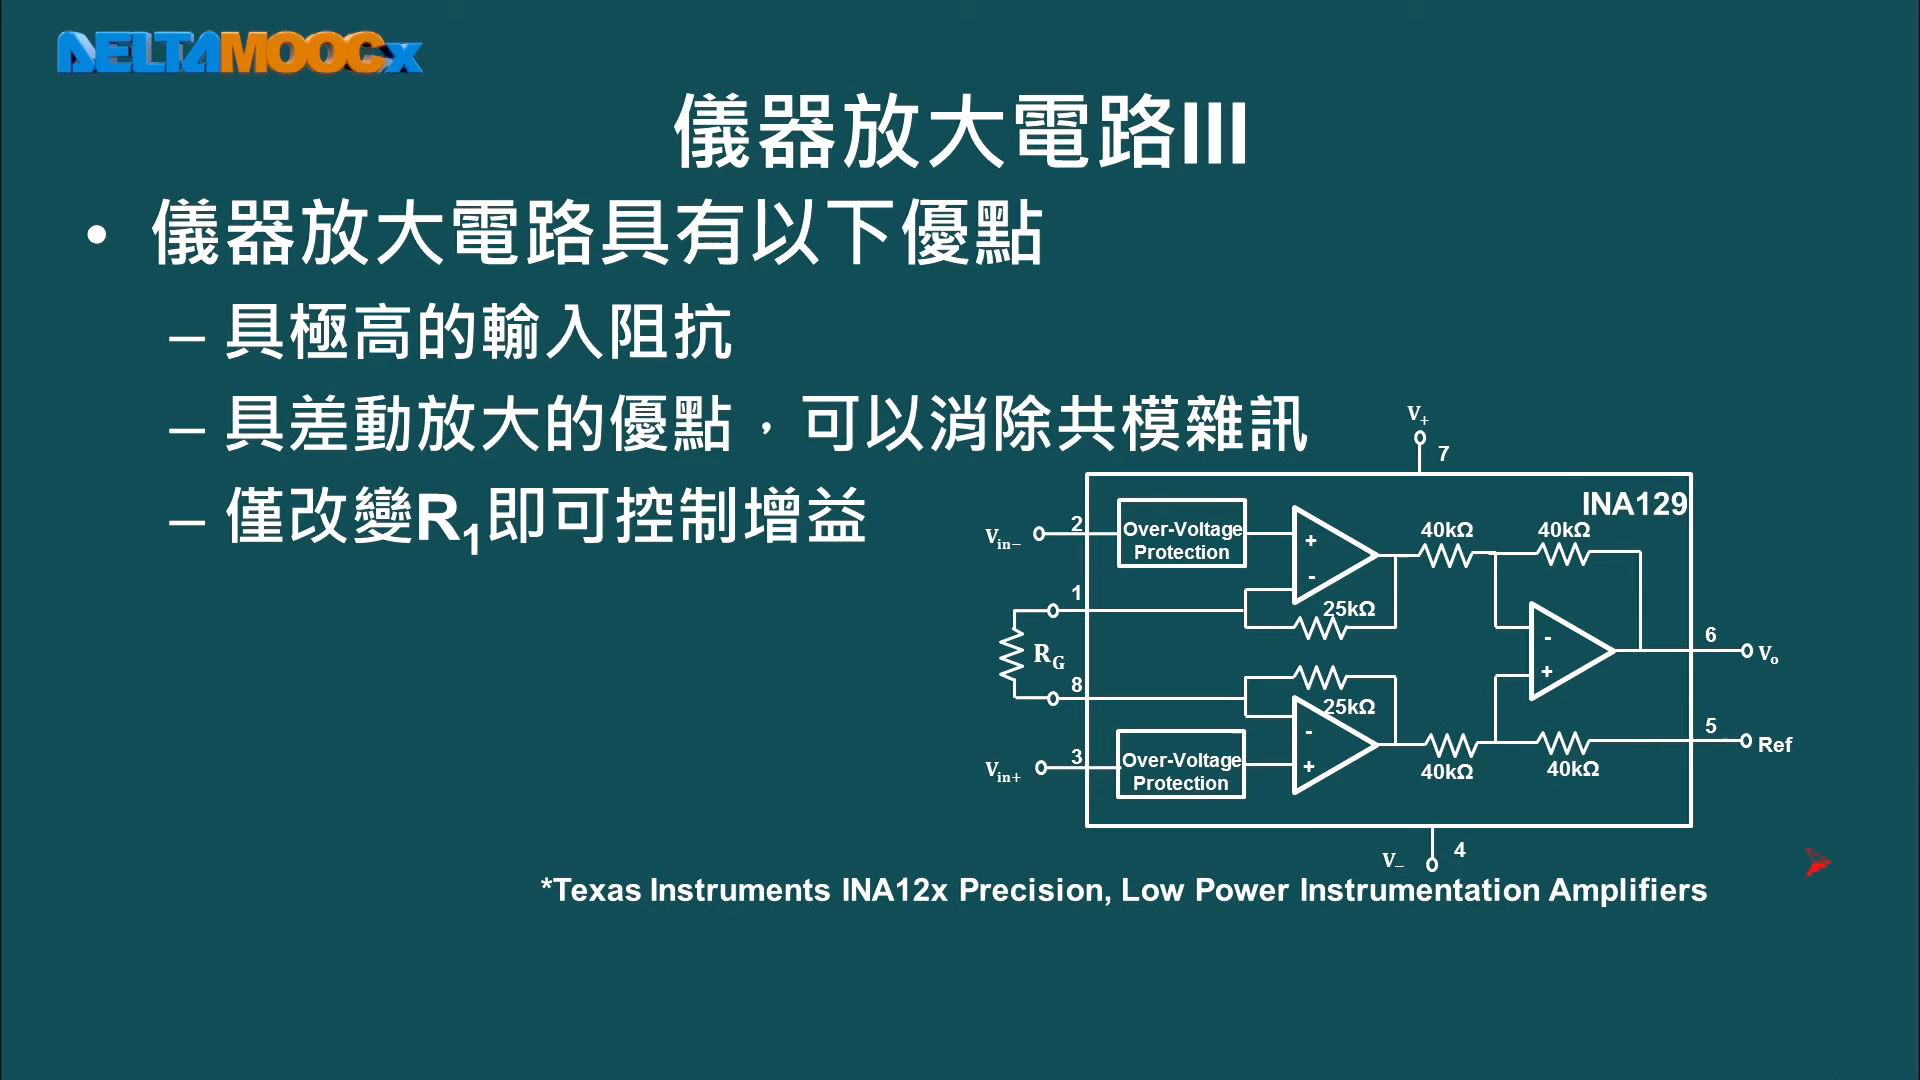 DELTAMOOCx
儀器放大電路III
• 儀器放大電路具有以下優點
– 具極高的輸入阻抗
– 具差動放大的優點，可以消除共模雜訊
– 僅改變R1即可控制增益
V+
7
INA129
Vin−
2
Over-Voltage
Protection
+
-
40kΩ
40kΩ
1
25kΩ
RG
-
+
6
Vo
8
25kΩ
5
Ref
Vin+
3
Over-Voltage
Protection
-
+
40kΩ
40kΩ
V−
4
*Texas Instruments INA12x Precision, Low Power Instrumentation Amplifiers